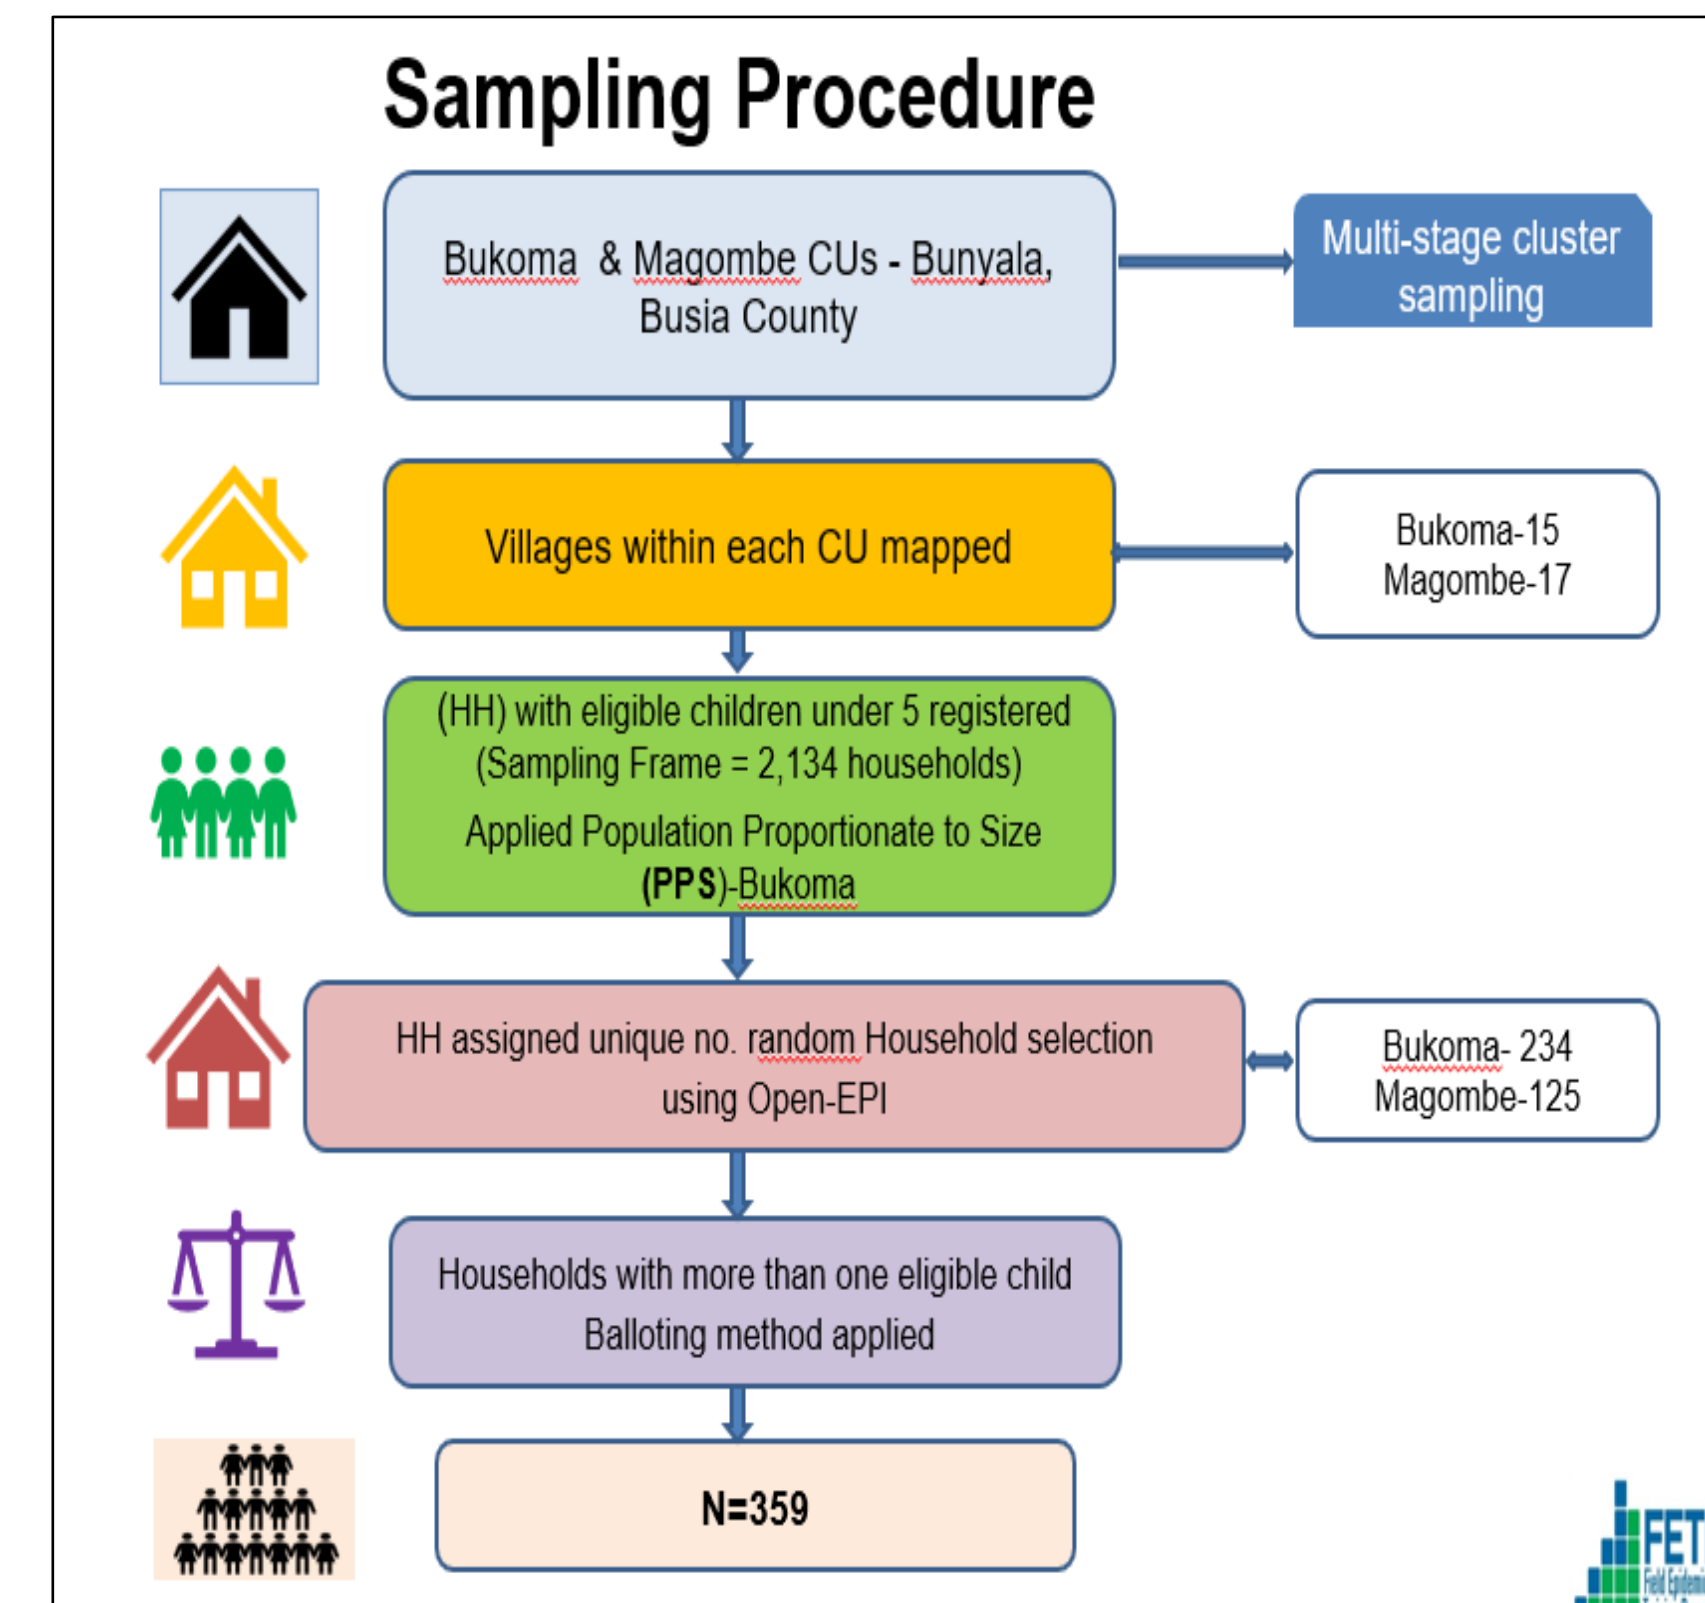 Sampling Procedure
Bukoma & Magombe CUs - Bunyala,
Busia County
Multi-stage cluster
sampling
Villages within each CU mapped
Bukoma-15
Magombe-17
(HH) with eligible children under 5 registered
(Sampling Frame = 2,134 households)
Applied Population Proportionate to Size
(PPS)-Bukoma
HH assigned unique no. random Household selection
using Open-EPI
Bukoma- 234
Magombe-125
Households with more than one eligible child
Balloting method applied
N=359
FET
Field